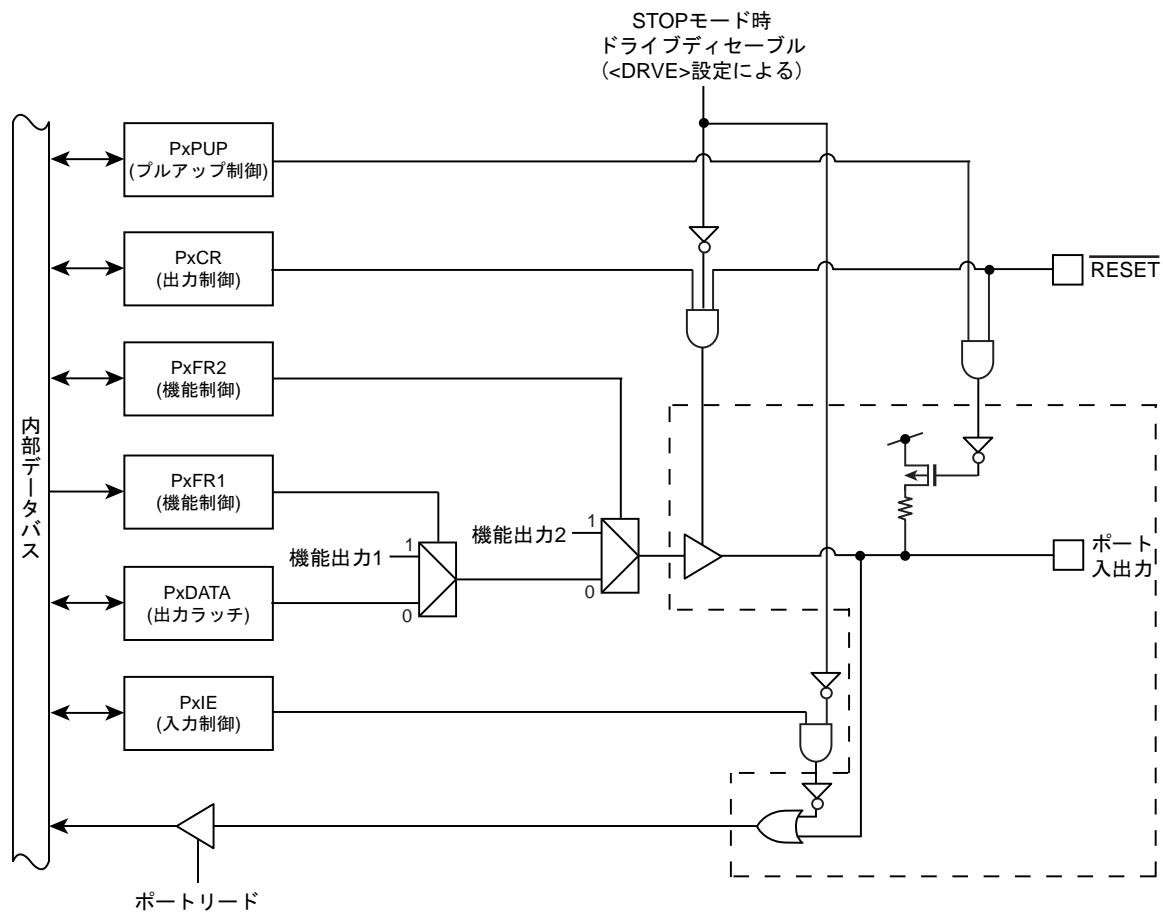 STOPモード時
ドライブディセーブル
(<DRVE>設定による)
PxPUP
(プルアップ制御)
PxCR
(出力制御)
RESET
PxFR2
(機能制御)
内部データバス
PxFR1
(機能制御)
機能出力1
1
0
機能出力2
1
0
PxDATA
(出力ラッチ)
ポート
入出力
PxIE
(入力制御)
ポートリード